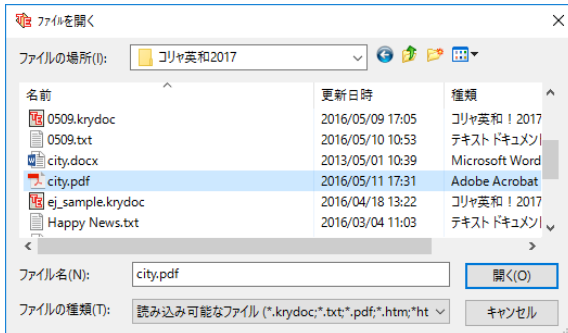 ファイルを開く
ファイルの場所(I): コリャ英和2017
名前 更新日時 種類
0509.krydoc 2016/05/09 17:05 コリャ英和！2017
0509.txt 2016/05/10 10:53 テキスト ドキュメント
city.docx 2013/05/01 10:39 Microsoft Word
city.pdf 2016/05/11 17:31 Adobe Acrobat
ej_sample.krydoc 2016/04/18 13:22 コリャ英和！2017
Happy News.txt 2016/03/04 11:03 テキスト ドキュメント
ファイル名(N): city.pdf 開く(O)
ファイルの種類(T): 読み込み可能なファイル (*.krydoc;*.txt;*.pdf;*.htm;*ht キャンセル